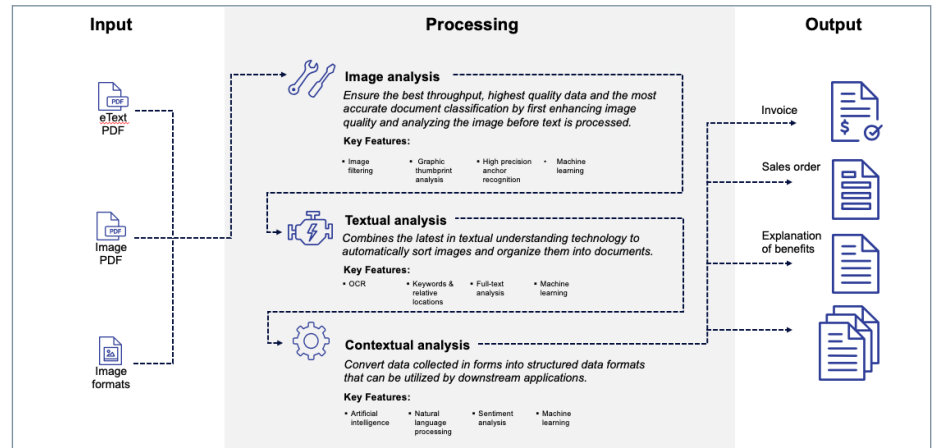 Input
Processing
Output
PDF
eText
PDF
PDF
Image
PDF
Image
formats
Image analysis
Ensure the best throughput, highest quality data and the most
accurate document classification by first enhancing image
quality and analyzing the image before text is processed.
Key Features:
▪ Image
filtering
▪ Graphic
thumbprint
analysis
▪ High precision
anchor
recognition
▪ Machine
learning
Textual analysis
Combines the latest in textual understanding technology to
automatically sort images and organize them into documents.
Key Features:
▪ OCR
▪ Keywords &
relative
locations
▪ Full-text
analysis
▪ Machine
learning
Contextual analysis
Convert data collected in forms into structured data formats
that can be utilized by downstream applications.
Key Features:
▪ Artificial
intelligence
▪ Natural
language
processing
▪ Sentiment
analysis
▪ Machine
learning
Invoice
$
Sales order
Explanation
of benefits